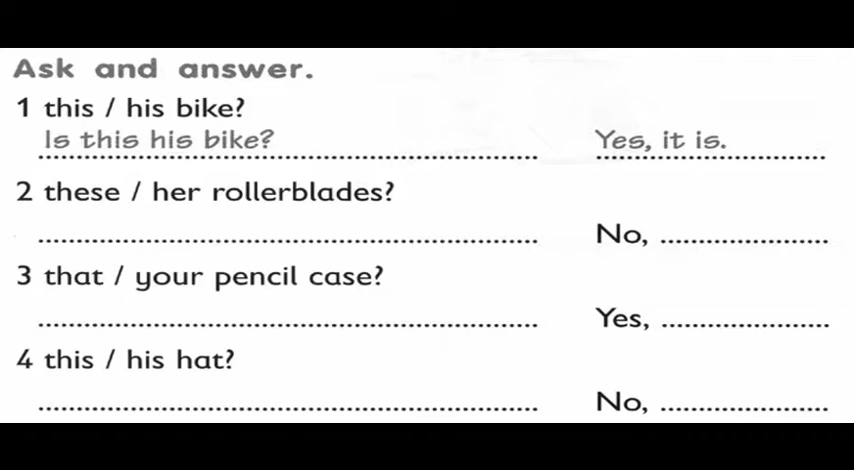 Ask and answer.
1 this / his bike?
Is this his bike? Yes, it is.
2 these / her rollerblades?
No,
3 that / your pencil case?
Yes,
4 this / his hat?
No,